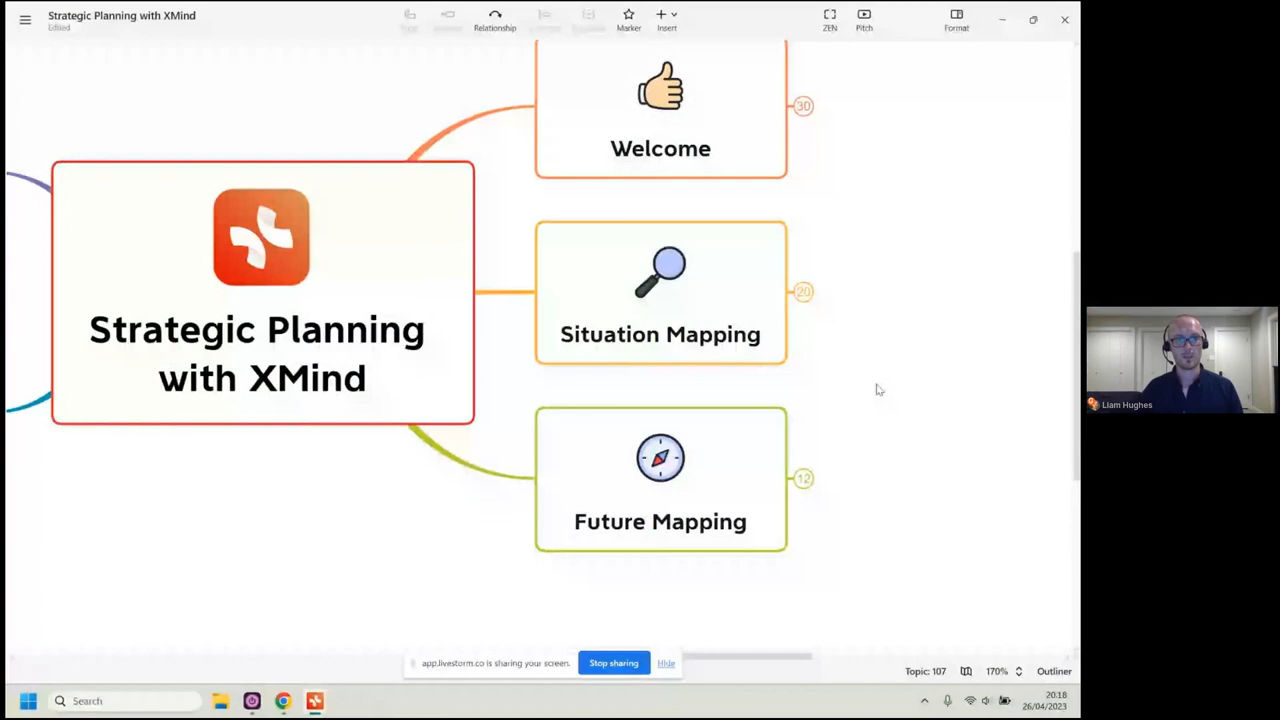 Strategic Planning with XMind
Edited
Relationship
Marker
Insert
ZEN
Pitch
Format
Welcome
30
Strategic Planning
with XMind
Situation Mapping
20
Future Mapping
12
Liam Hughes
app.livestorm.co is sharing your screen.
Stop sharing
Hide
Topic: 107
170%
Outliner
Search
20:18
26/04/2023